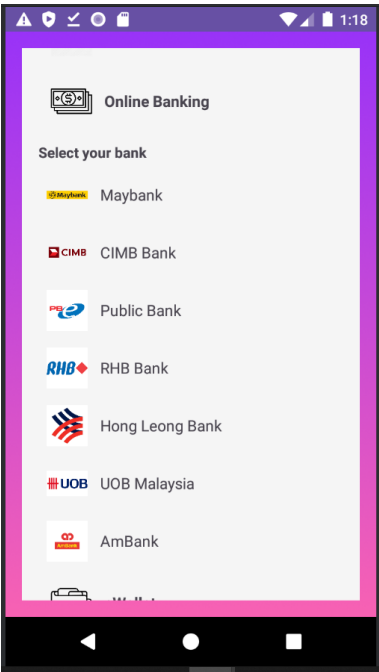 1:18
Online Banking
Select your bank
Maybank Maybank
CIMB CIMB Bank
PB Public Bank
RHB RHB Bank
Hong Leong Bank
UOB UOB Malaysia
AmBank AmBank